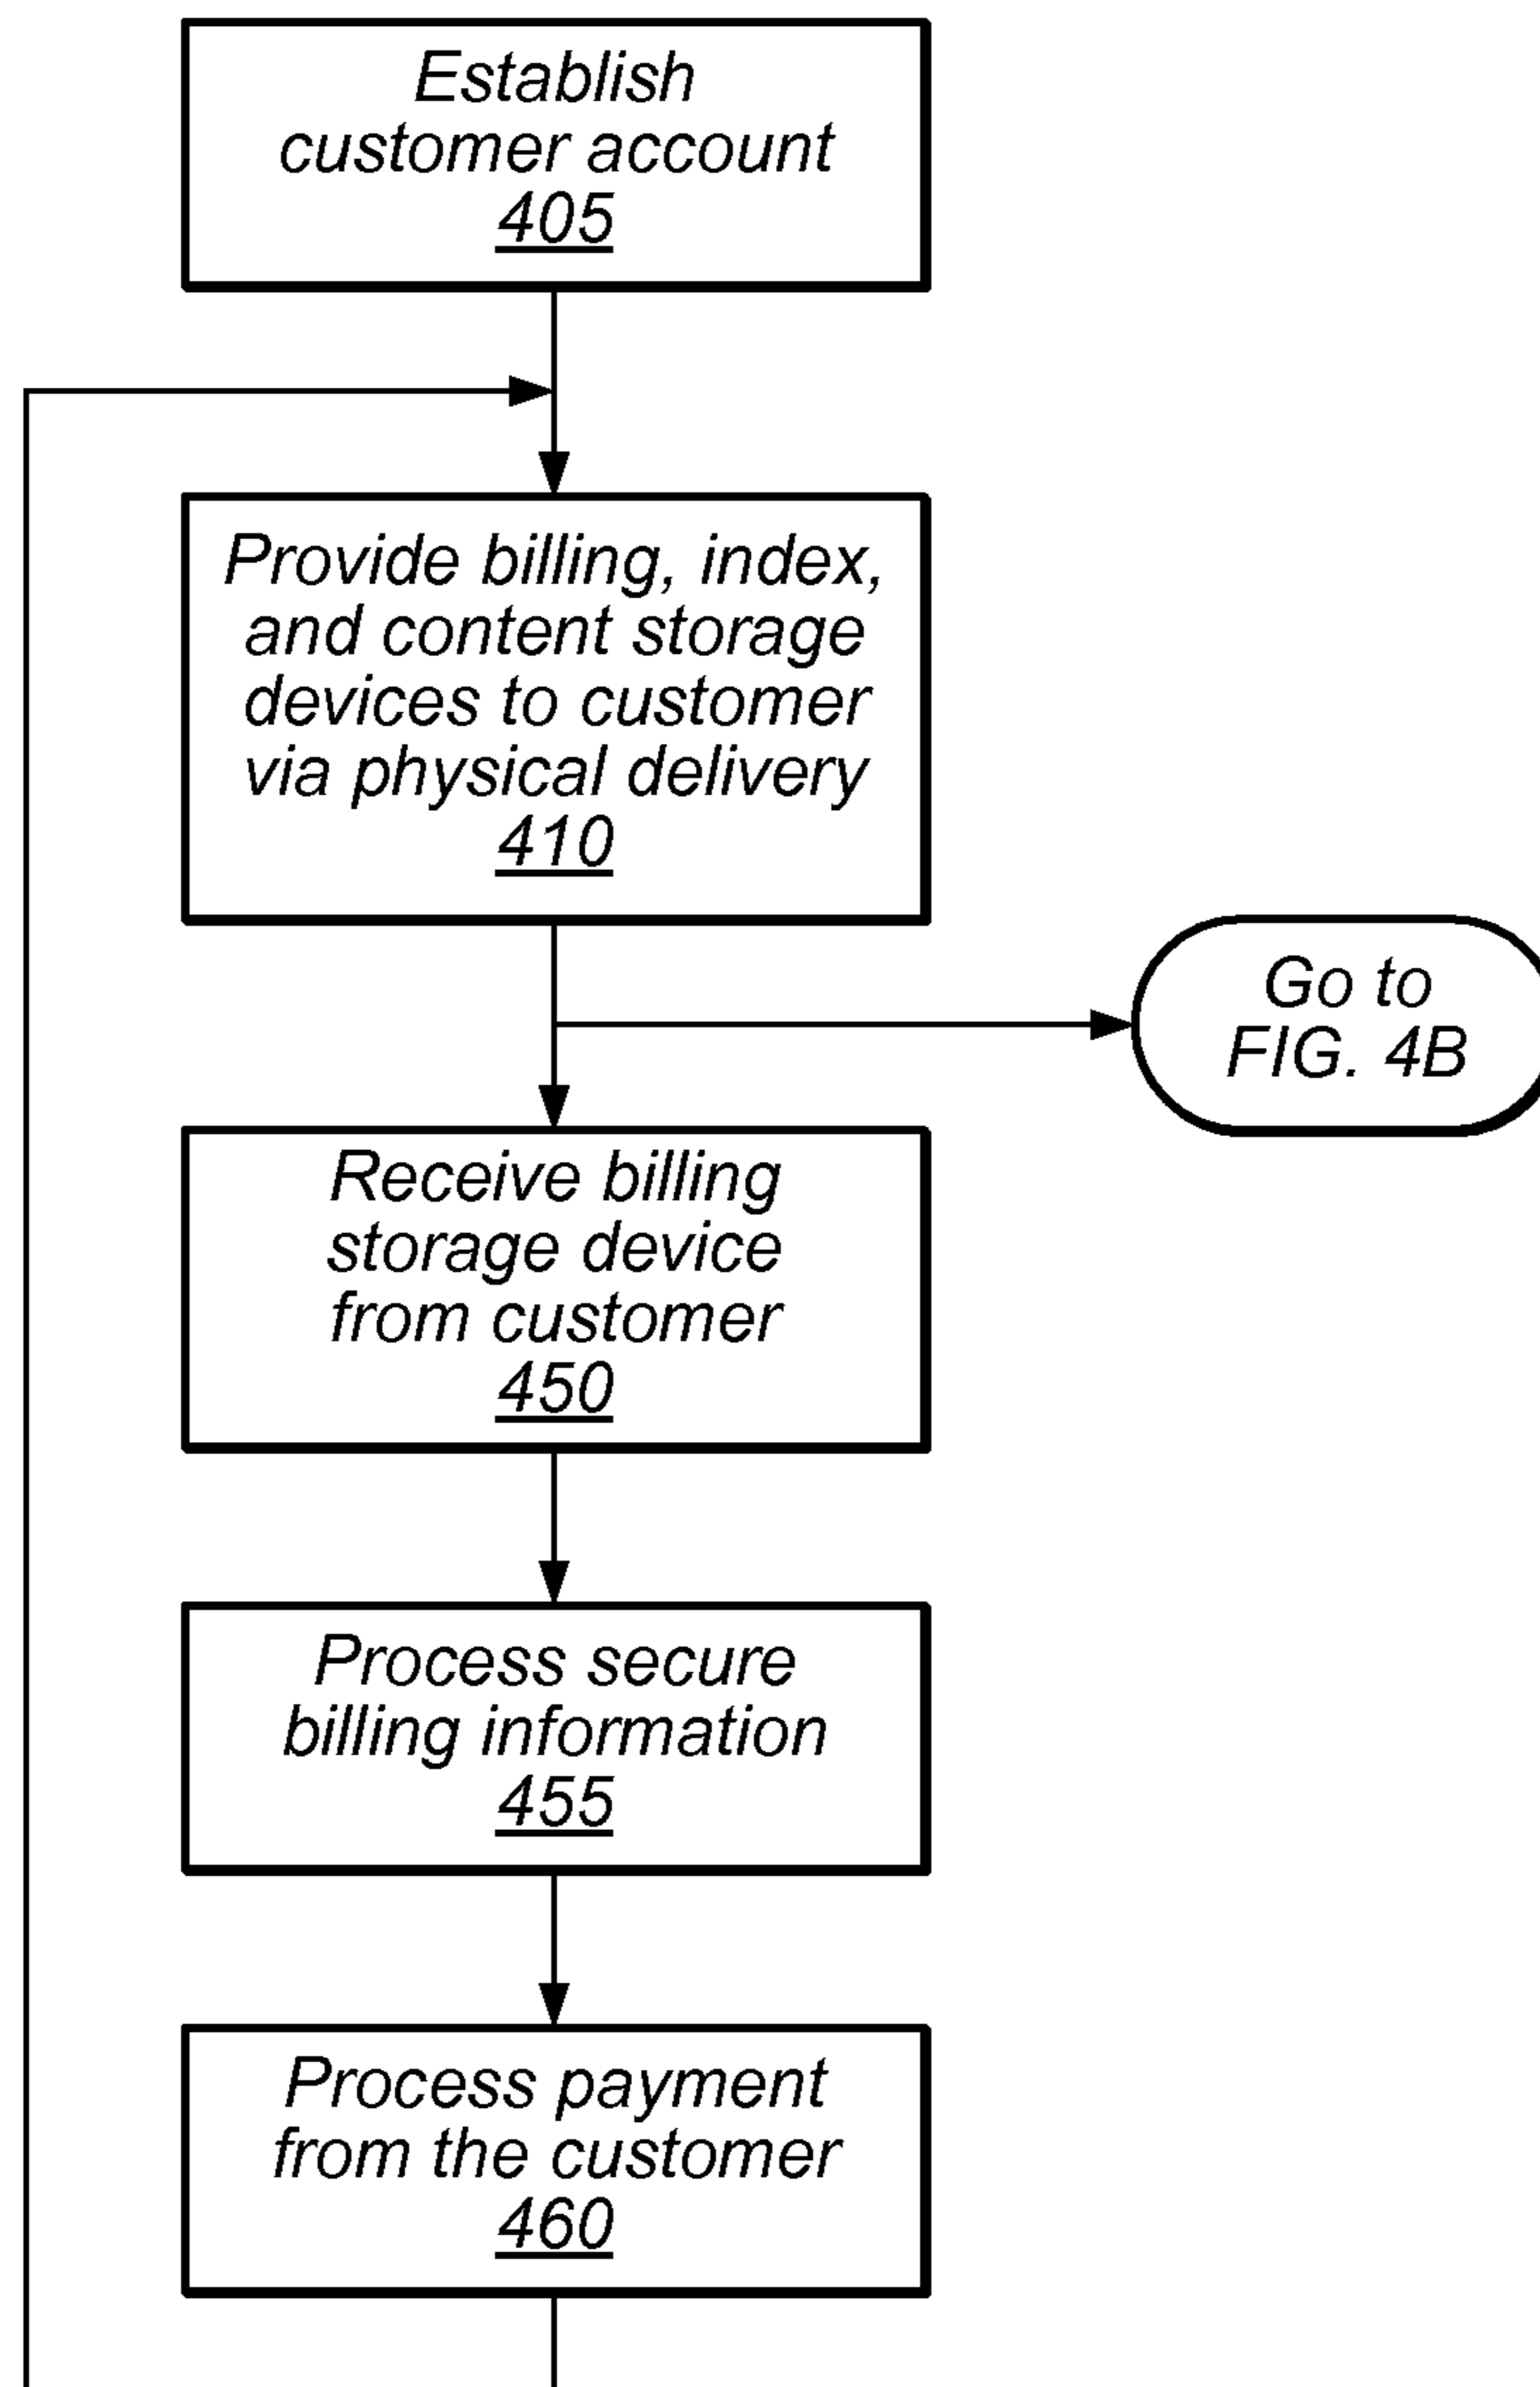 Establish
customer account
405
Provide billing, index,
and content storage
devices to customer
via physical delivery
410
Go to
FIG. 4B
Receive billing
storage device
from customer
450
Process secure
billing information
455
Process payment
from the customer
460